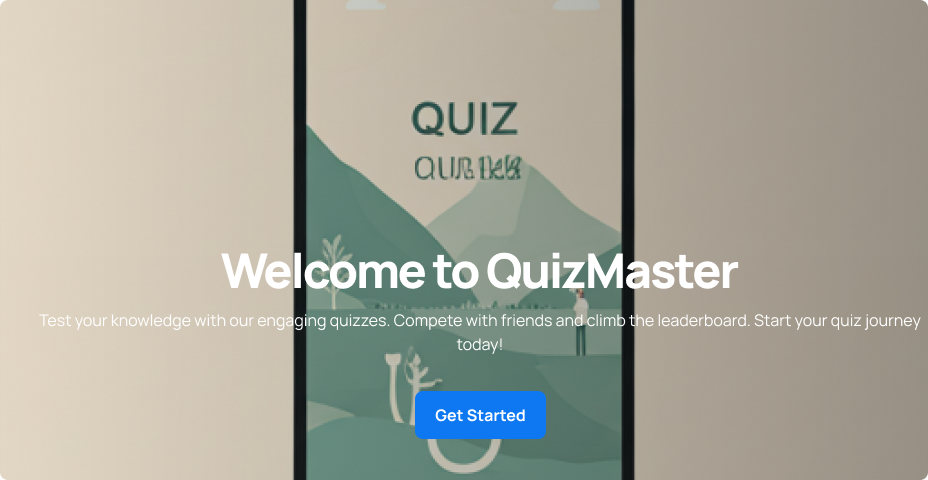 QUIZ
Welcome to QuizMaster
Test your knowledge with our engaging quizzes. Compete with friends and climb the leaderboard. Start your quiz journey
today!
Get Started